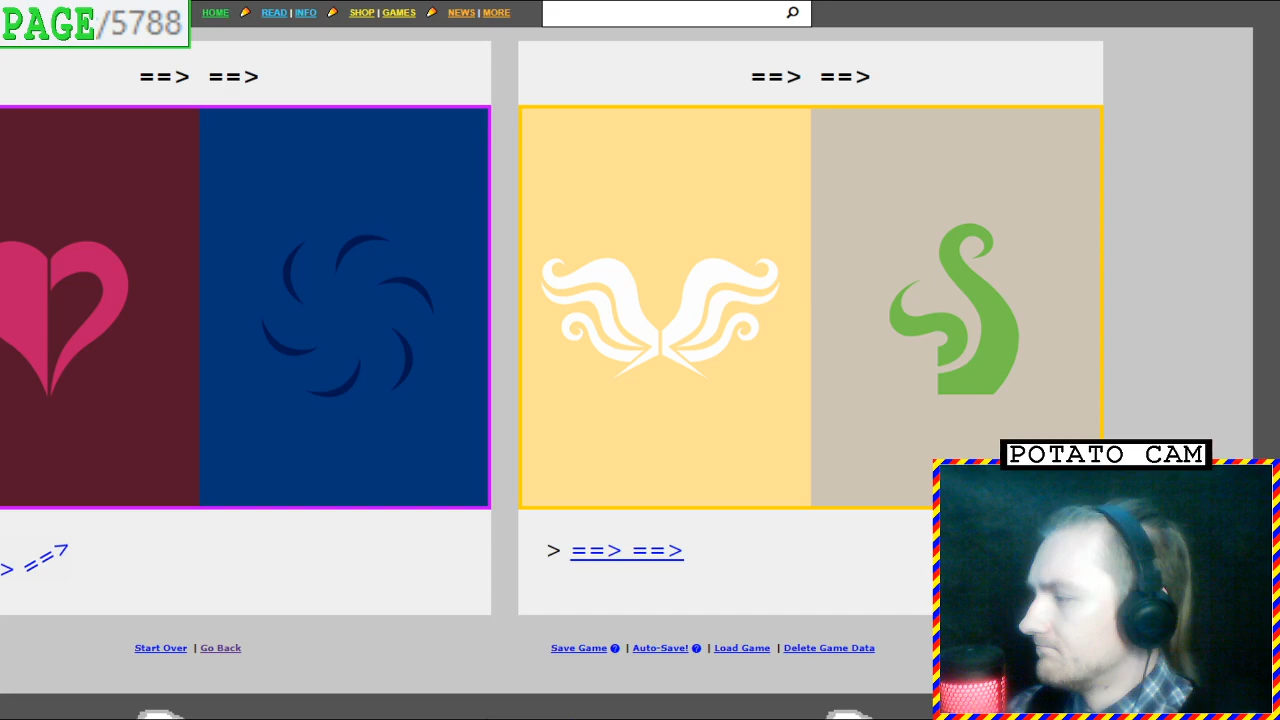 PAGE/5788
HOME READ | INFO SHOP | GAMES NEWS | MORE
==> ==>
==> ==>
> ==>
> ==> ==>
POTATO CAM
Start Over | Go Back
Save Game ? | Auto-Save! ? | Load Game | Delete Game Data